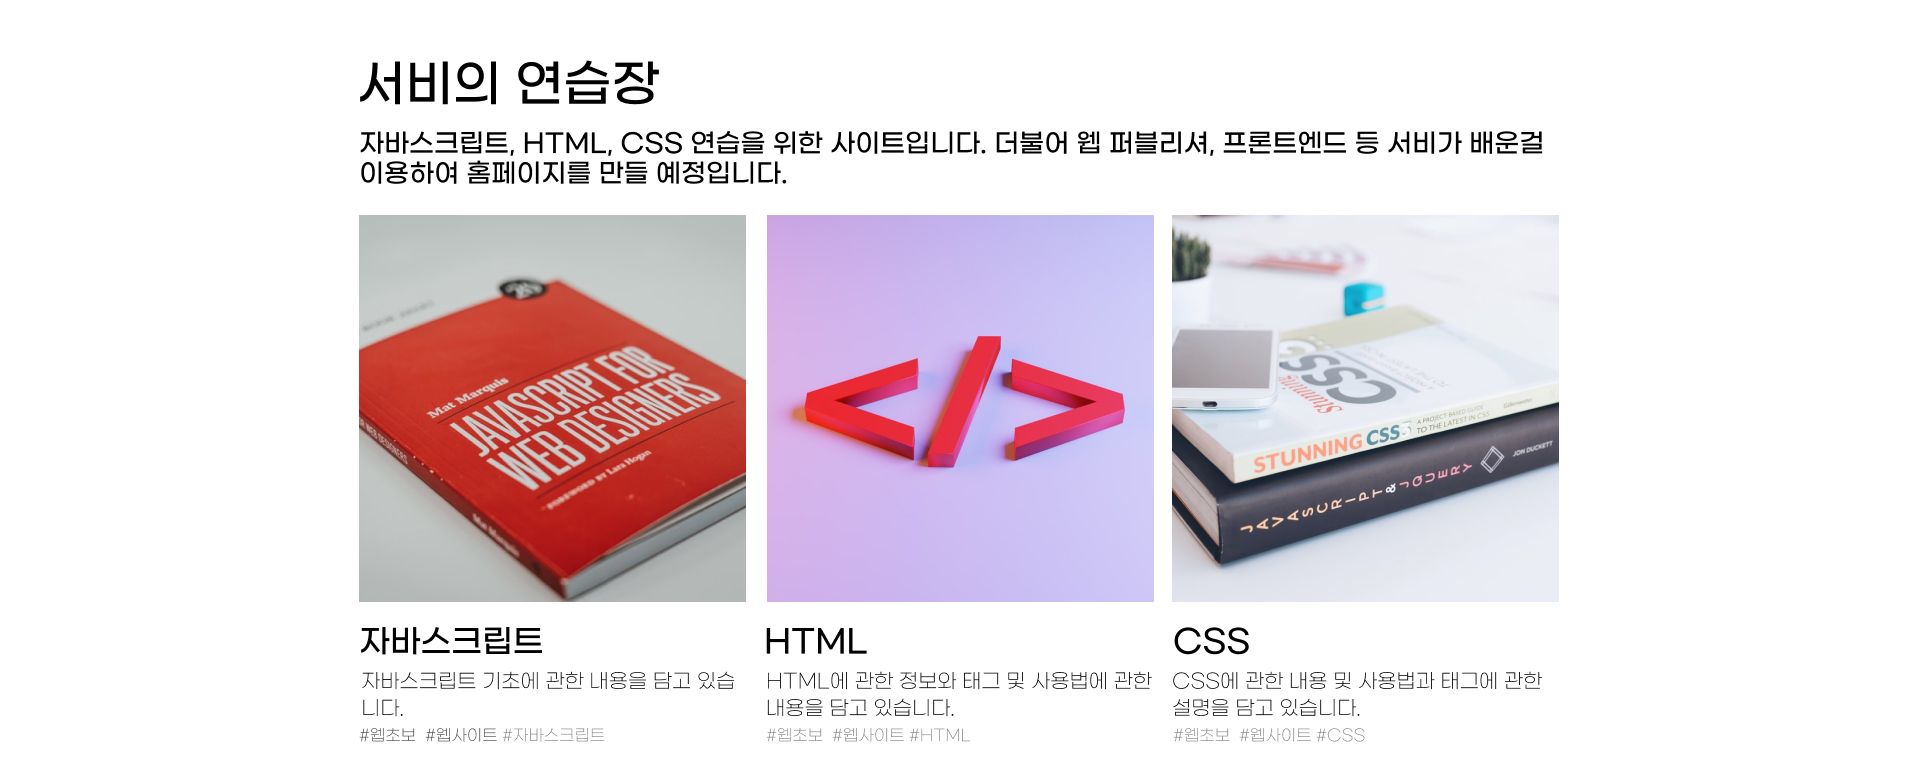 서비의 연습장
자바스크립트, HTML, CSS 연습을 위한 사이트입니다. 더불어 웹 퍼블리셔, 프론트엔드 등 서비가 배운걸
이용하여 홈페이지를 만들 예정입니다.
Mat Marquis
JAVASCRIPT FOR
WEB DESIGNERS
FOREWORD BY Lara Hogan
Mat Marquis
WEB DESIGNERS
</>
CSS
Stunning
STUNNING CSS3
A PROJECT-BASED GUIDE
TO THE LATEST IN CSS
JAVASCRIPT & JQUERY
JON DUCKETT
자바스크립트
자바스크립트 기초에 관한 내용을 담고 있습
니다.
#웹초보 #웹사이트 #자바스크립트
HTML
HTML에 관한 정보와 태그 및 사용법에 관한
내용을 담고 있습니다.
#웹초보 #웹사이트 #HTML
CSS
CSS에 관한 내용 및 사용법과 태그에 관한
설명을 담고 있습니다.
#웹초보 #웹사이트 #CSS